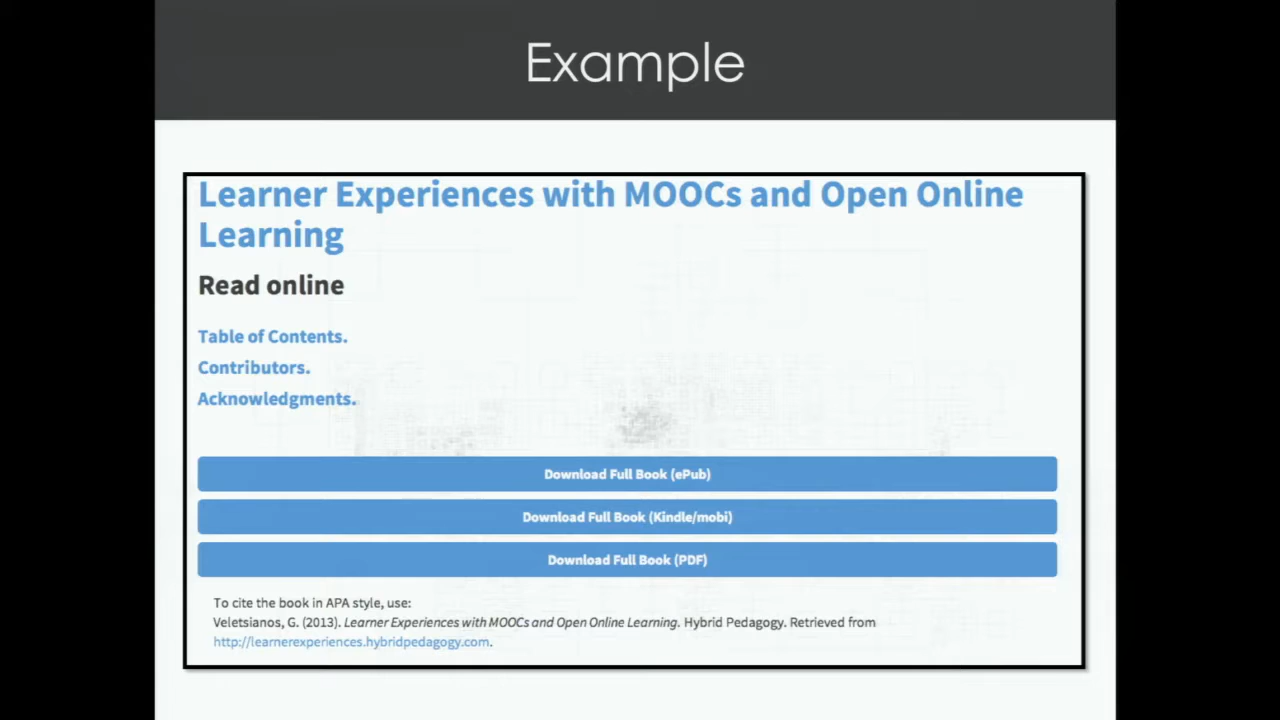 Example
Learner Experiences with MOOCs and Open Online
Learning
Read online
Table of Contents.
Contributors.
Acknowledgments.
Download Full Book (ePub)
Download Full Book (Kindle/mobi)
Download Full Book (PDF)
To cite the book in APA style, use:
Veletsianos, G. (2013). Learner Experiences with MOOCs and Open Online Learning. Hybrid Pedagogy. Retrieved from
http://learnerexperiences.hybridpedagogy.com.